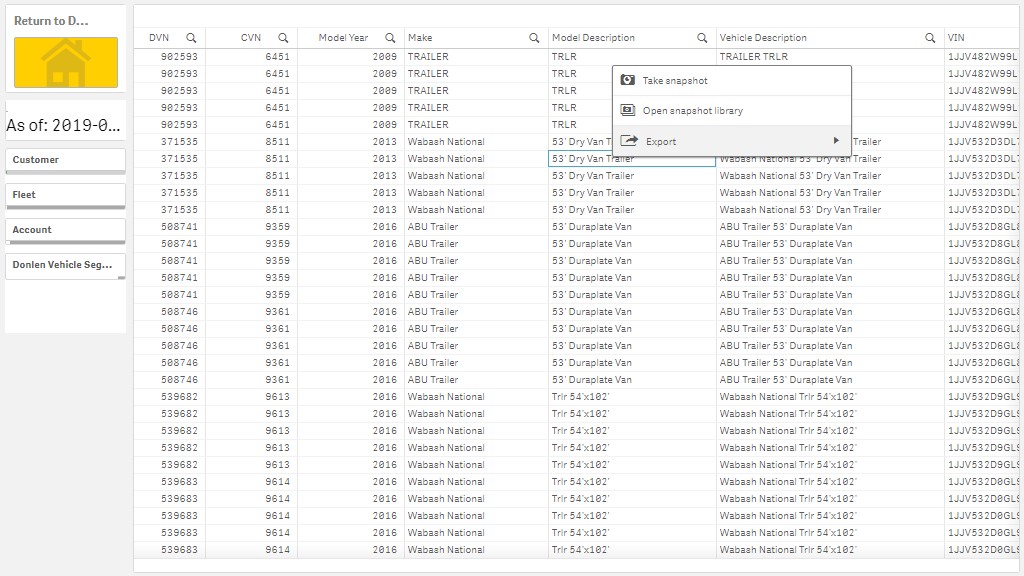 Return to D...
As of: 2019-0...
Customer
Fleet
Account
Donlen Vehicle Seg...
DVN CVN Model Year Make Model Description Vehicle Description VIN
902593 6451 2009 TRAILER TRLR TRAILER TRLR 1JJV482W99L
902593 6451 2009 TRAILER TRLR 1JJV482W99L
902593 6451 2009 TRAILER TRLR 1JJV482W99L
902593 6451 2009 TRAILER TRLR 1JJV482W99L
902593 6451 2009 TRAILER TRLR 1JJV482W99L
Take snapshot
Open snapshot library
Export
371535 8511 2013 Wabash National 53' Dry Van Trailer 1JJV532D3DL7
371535 8511 2013 Wabash National 53' Dry Van Trailer Wabash National 53' Dry Van Trailer 1JJV532D3DL7
371535 8511 2013 Wabash National 53' Dry Van Trailer Wabash National 53' Dry Van Trailer 1JJV532D3DL7
371535 8511 2013 Wabash National 53' Dry Van Trailer Wabash National 53' Dry Van Trailer 1JJV532D3DL7
371535 8511 2013 Wabash National 53' Dry Van Trailer Wabash National 53' Dry Van Trailer 1JJV532D3DL7
508741 9359 2016 ABU Trailer 53' Duraplate Van ABU Trailer 53' Duraplate Van 1JJV532D8GL8
508741 9359 2016 ABU Trailer 53' Duraplate Van ABU Trailer 53' Duraplate Van 1JJV532D8GL8
508741 9359 2016 ABU Trailer 53' Duraplate Van ABU Trailer 53' Duraplate Van 1JJV532D8GL8
508741 9359 2016 ABU Trailer 53' Duraplate Van ABU Trailer 53' Duraplate Van 1JJV532D8GL8
508741 9359 2016 ABU Trailer 53' Duraplate Van ABU Trailer 53' Duraplate Van 1JJV532D8GL8
508746 9361 2016 ABU Trailer 53' Duraplate Van ABU Trailer 53' Duraplate Van 1JJV532D6GL8
508746 9361 2016 ABU Trailer 53' Duraplate Van ABU Trailer 53' Duraplate Van 1JJV532D6GL8
508746 9361 2016 ABU Trailer 53' Duraplate Van ABU Trailer 53' Duraplate Van 1JJV532D6GL8
508746 9361 2016 ABU Trailer 53' Duraplate Van ABU Trailer 53' Duraplate Van 1JJV532D6GL8
508746 9361 2016 ABU Trailer 53' Duraplate Van ABU Trailer 53' Duraplate Van 1JJV532D6GL8
539682 9613 2016 Wabash National Trlr 54'x102' Wabash National Trlr 54'x102' 1JJV532D9GL9
539682 9613 2016 Wabash National Trlr 54'x102' Wabash National Trlr 54'x102' 1JJV532D9GL9
539682 9613 2016 Wabash National Trlr 54'x102' Wabash National Trlr 54'x102' 1JJV532D9GL9
539682 9613 2016 Wabash National Trlr 54'x102' Wabash National Trlr 54'x102' 1JJV532D9GL9
539682 9613 2016 Wabash National Trlr 54'x102' Wabash National Trlr 54'x102' 1JJV532D9GL9
539683 9614 2016 Wabash National Trlr 54'x102' Wabash National Trlr 54'x102' 1JJV532D0GL9
539683 9614 2016 Wabash National Trlr 54'x102' Wabash National Trlr 54'x102' 1JJV532D0GL9
539683 9614 2016 Wabash National Trlr 54'x102' Wabash National Trlr 54'x102' 1JJV532D0GL9
539683 9614 2016 Wabash National Trlr 54'x102' Wabash National Trlr 54'x102' 1JJV532D0GL9
539683 9614 2016 Wabash National Trlr 54'x102' Wabash National Trlr 54'x102' 1JJV532D0GL9